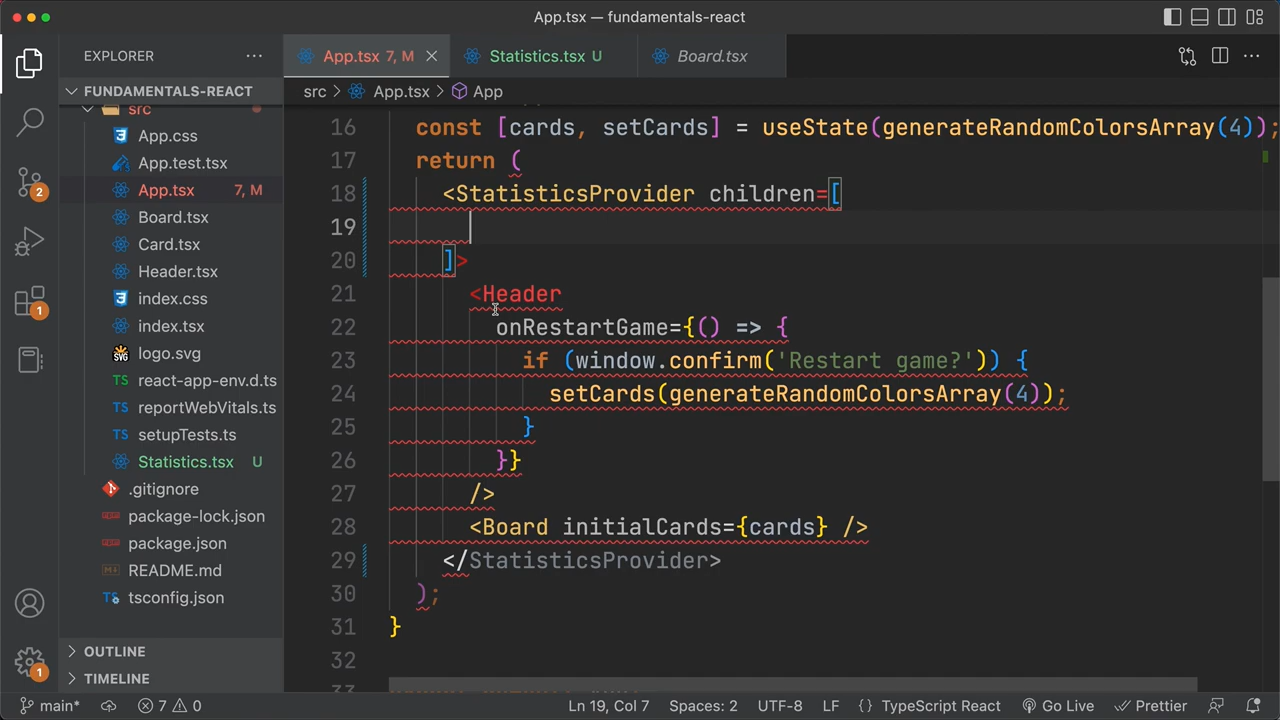 App.tsx — fundamentals-react
EXPLORER
App.tsx 7, M
Statistics.tsx U
Board.tsx
FUNDAMENTALS-REACT
src > App.tsx > App
src
App.css
App.test.tsx
App.tsx 7, M
Board.tsx
Card.tsx
Header.tsx
index.css
index.tsx
logo.svg
react-app-env.d.ts
reportWebVitals.ts
setupTests.ts
Statistics.tsx U
.gitignore
package-lock.json
package.json
README.md
tsconfig.json
OUTLINE
TIMELINE
2
1
1
16 const [cards, setCards] = useState(generateRandomColorsArray(4));
17 return (
18 <StatisticsProvider children=[
19
20 ]>
21 <Header
22 onRestartGame={() => {
23 if (window.confirm('Restart game?')) {
24 setCards(generateRandomColorsArray(4));
25 }
26 }}
27 />
28 <Board initialCards={cards} />
29 </StatisticsProvider>
30 );
31 }
32
main* 7 0 Ln 19, Col 7 Spaces: 2 UTF-8 LF {} TypeScript React Go Live Prettier